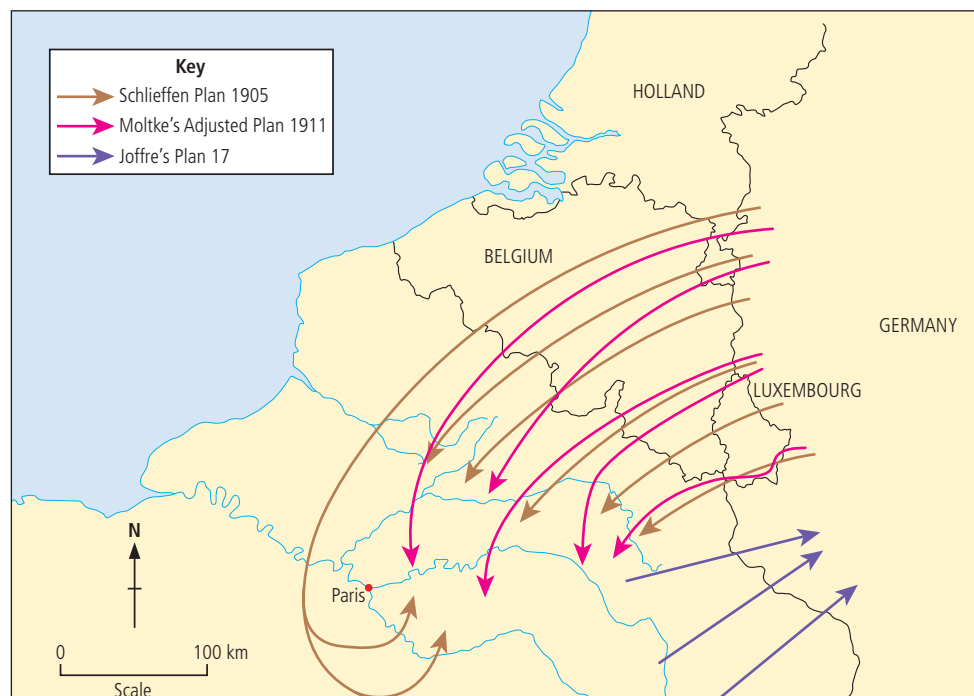 Key
Schlieffen Plan 1905
Moltke's Adjusted Plan 1911
Joffre's Plan 17
HOLLAND
BELGIUM
GERMANY
LUXEMBOURG
N
Paris
0 100 km
Scale